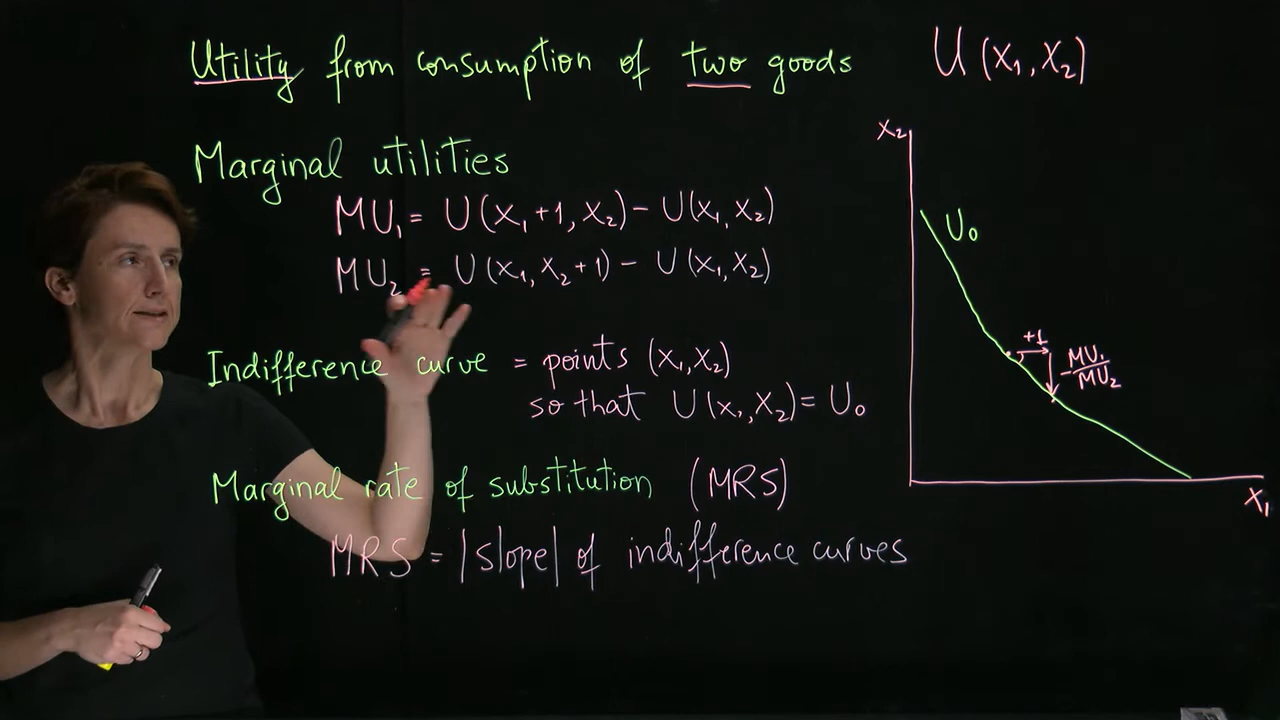 Utility from consumption of two goods
U(X₁, X₂)
Marginal utilities
MU₁ = U(X₁+1, X₂) - U(X₁, X₂)
MU₂ = U(X₁, X₂+1) - U(X₁, X₂)
Indifference curve = points (X₁, X₂)
so that U(X₁, X₂) = U₀
Marginal rate of substitution (MRS)
MRS = |slope| of indifference curves
X₂
U₀
+1
-MU₁/MU₂
X₁